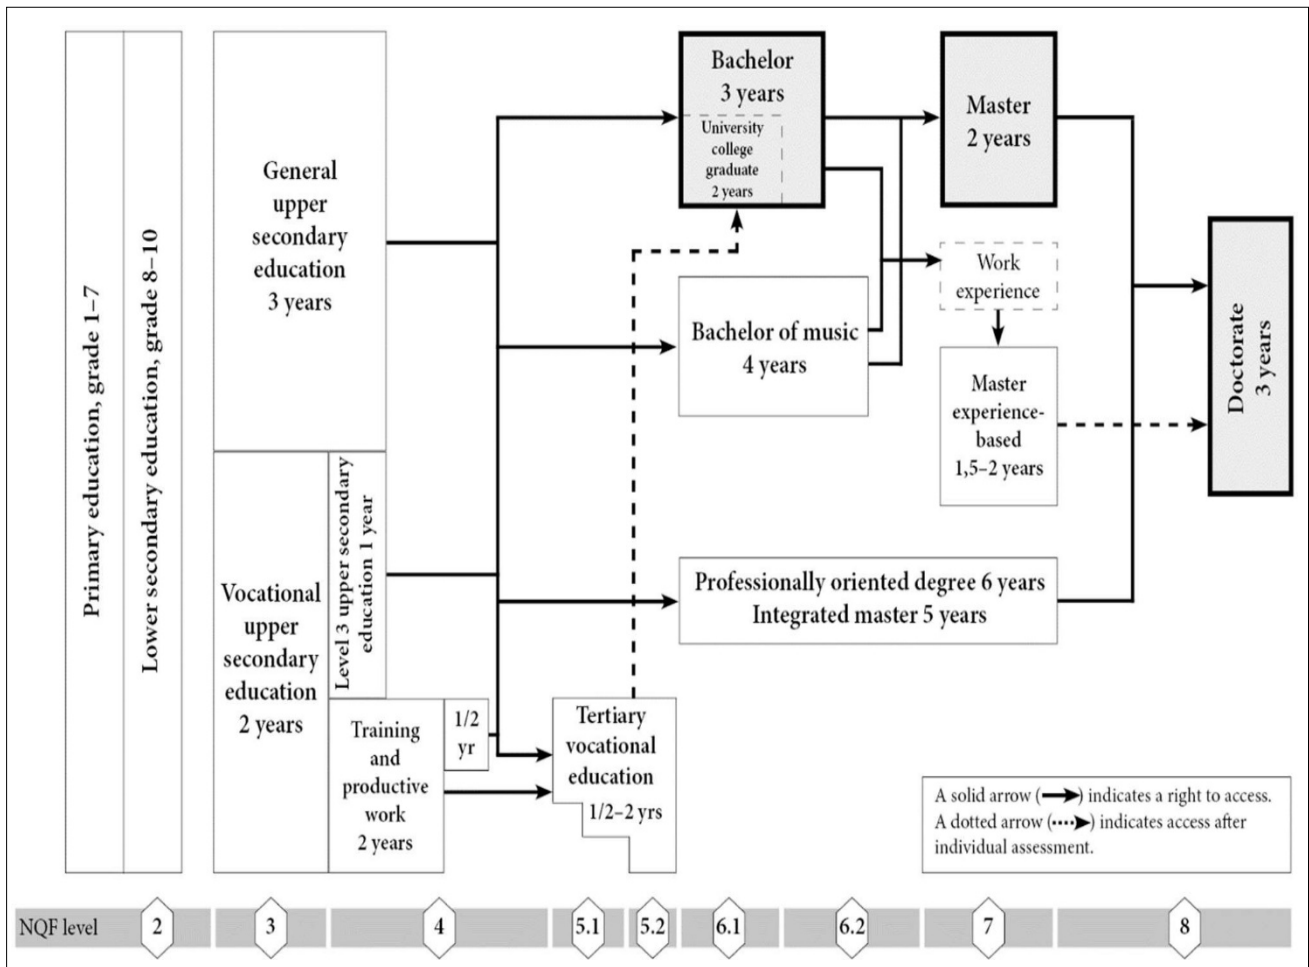 Primary education, grade 1–7
Lower secondary education, grade 8–10
General
upper
secondary
education
3 years
Vocational
upper
secondary
education
2 years
Level 3 upper secondary
education 1 year
Training
and
productive
work
2 years
1/2
yr
Tertiary
vocational
education
1/2–2 yrs
Bachelor
3 years
University
college
graduate
2 years
Bachelor of music
4 years
Professionally oriented degree 6 years
Integrated master 5 years
Master
2 years
Work
experience
Master
experience-
based
1,5–2 years
Doctorate
3 years
A solid arrow ( ) indicates a right to access.
A dotted arrow ( ) indicates access after
individual assessment.
NQF level 2 3 4 5.1 5.2 6.1 6.2 7 8